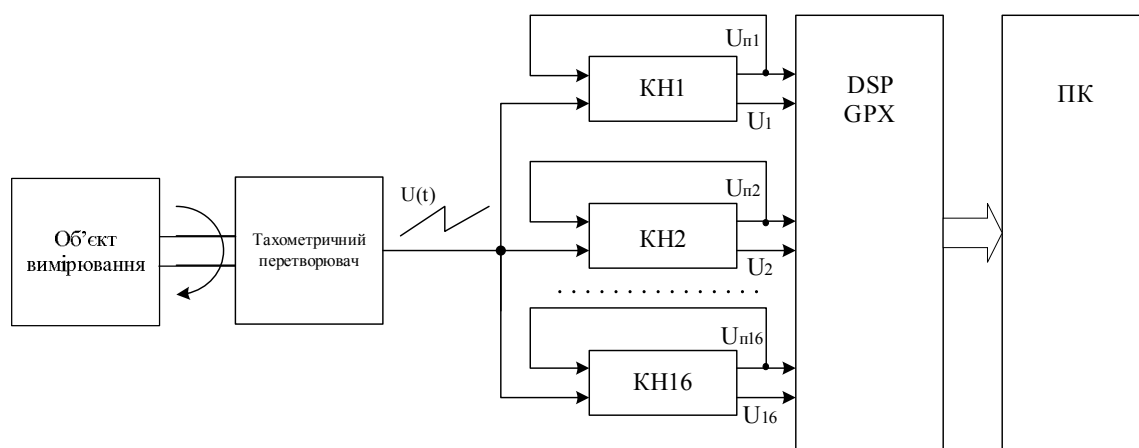 Об’єкт
вимірювання
Тахометричний
перетворювач
U(t)
Uп1
КН1
U1
Uп2
КН2
U2
. . . . . . . . . . . . . . .
Uп16
КН16
U16
DSP
GPX
ПК